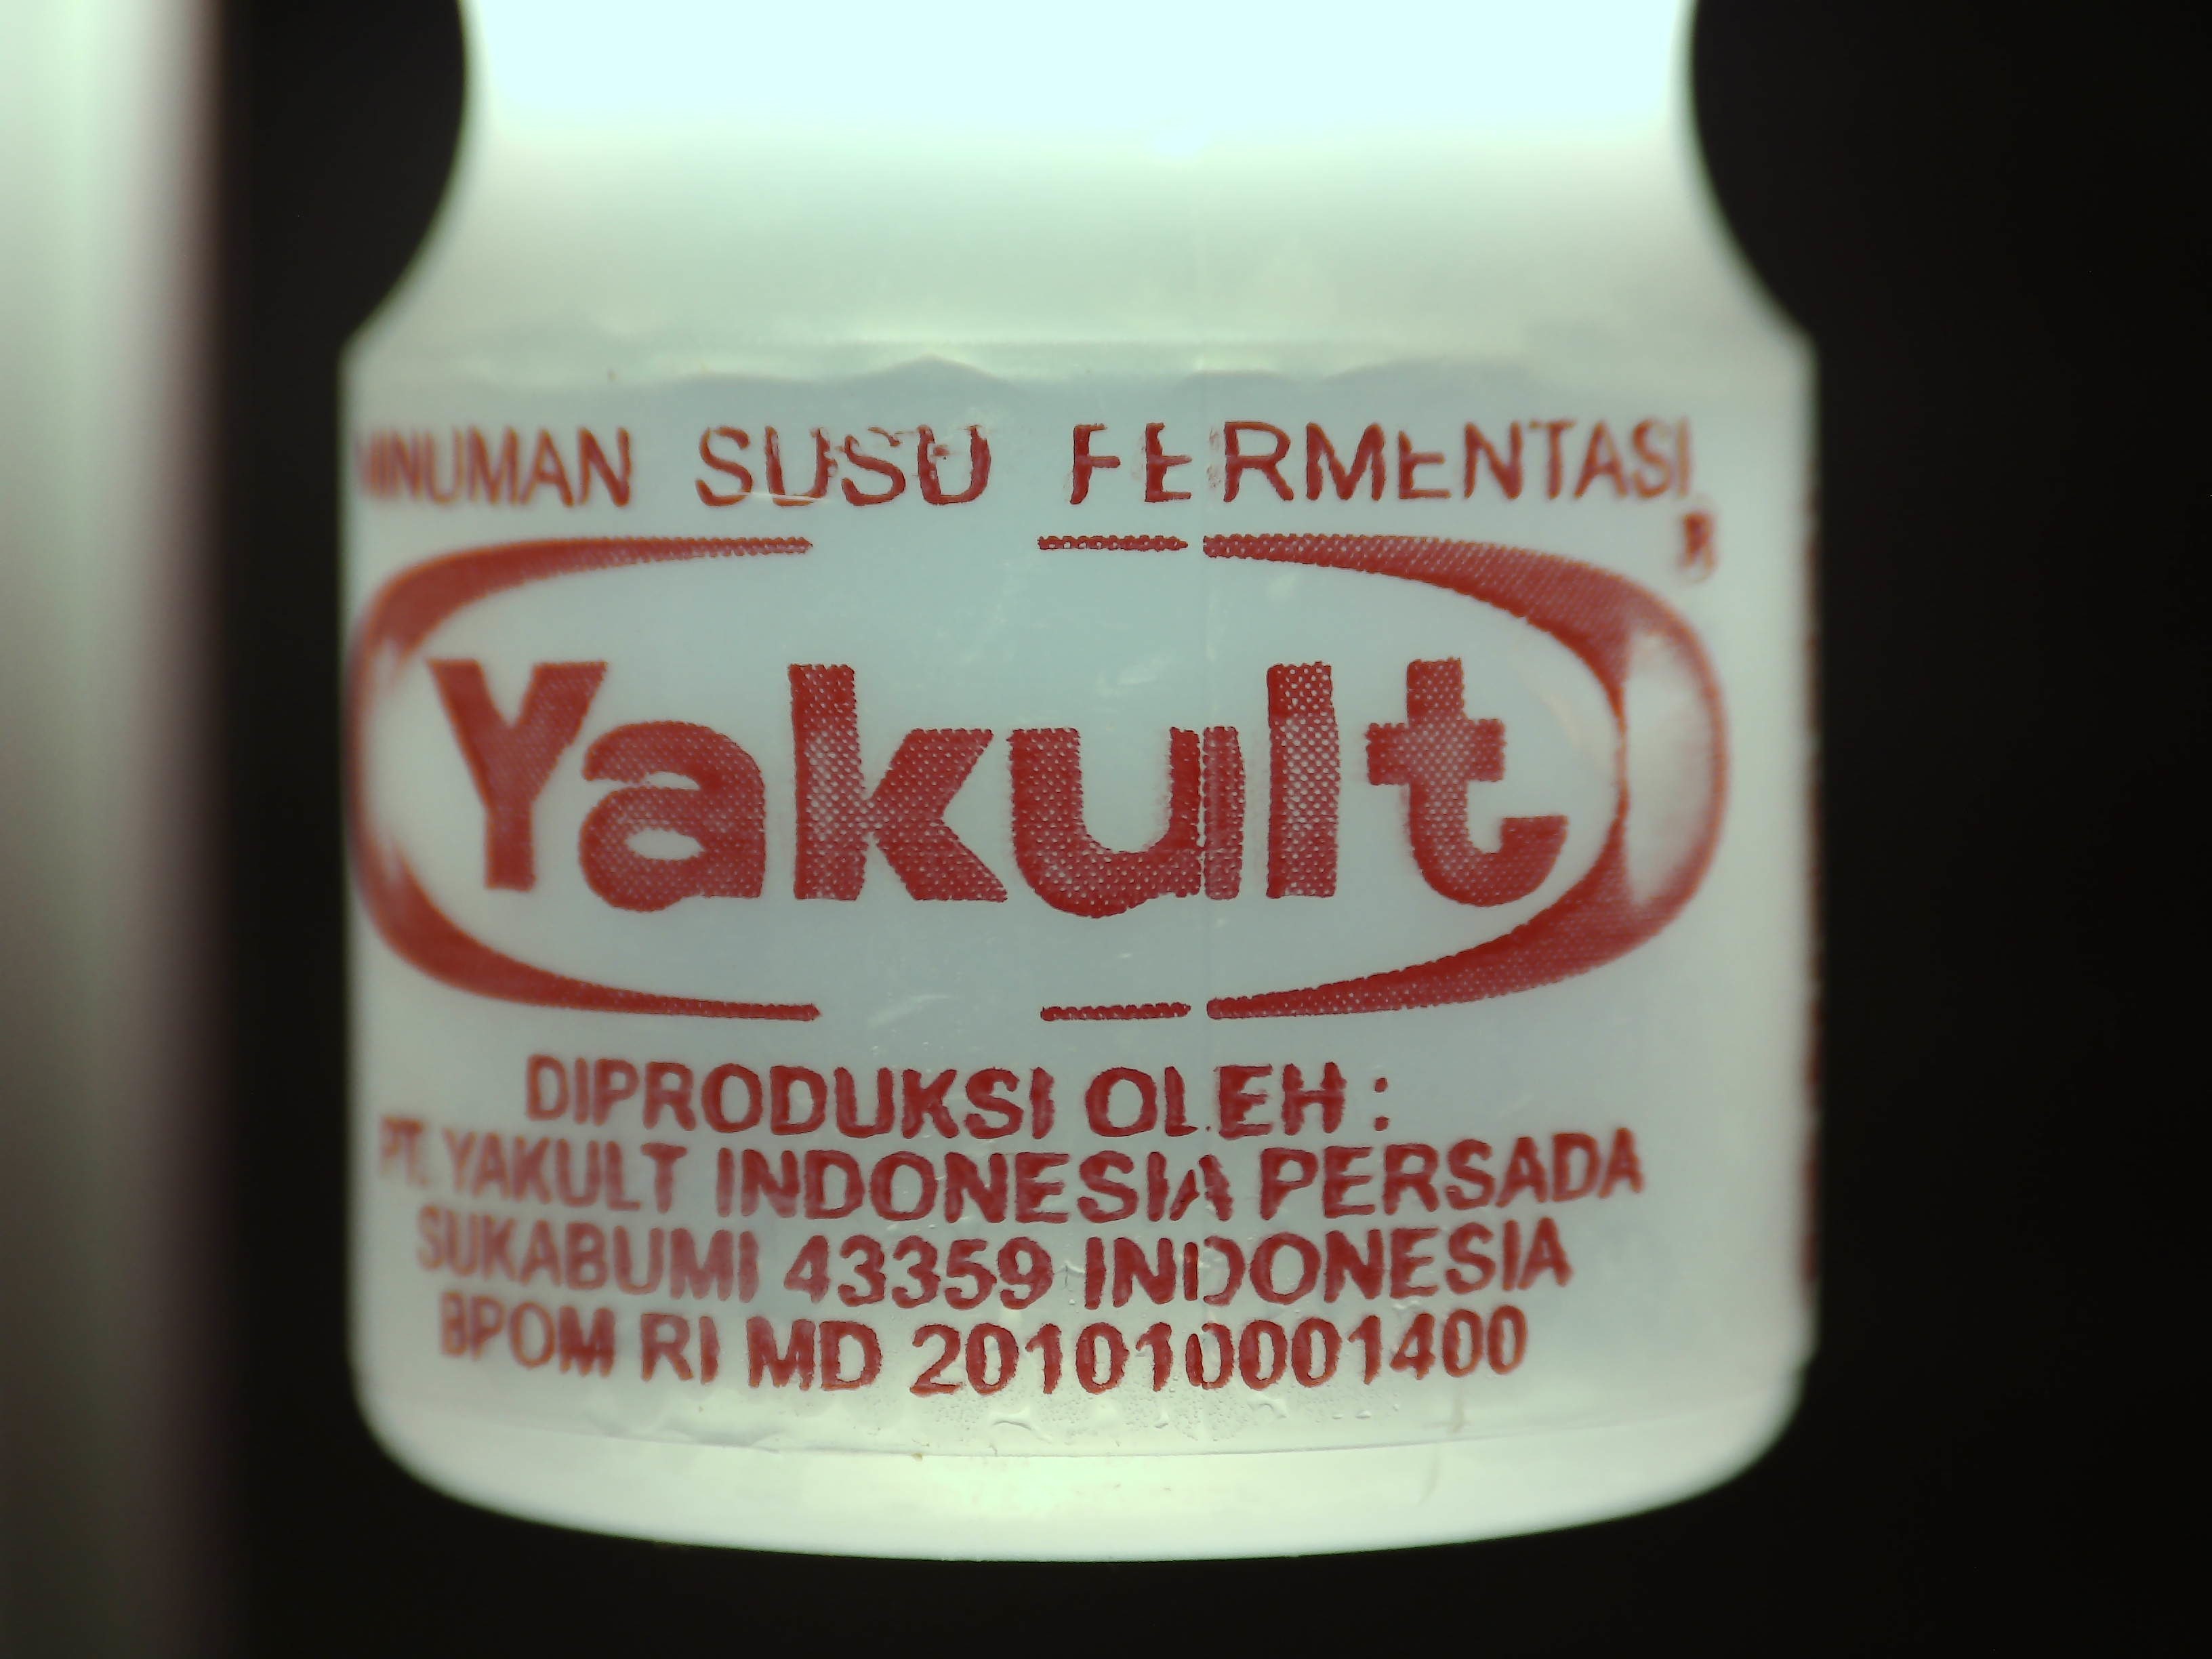 MINUMAN SUSU FERMENTASI
®
Yakult
DIPRODUKSI OLEH :
PT. YAKULT INDONESIA PERSADA
SUKABUMI 43359 INDONESIA
BPOM RI MD 201010001400